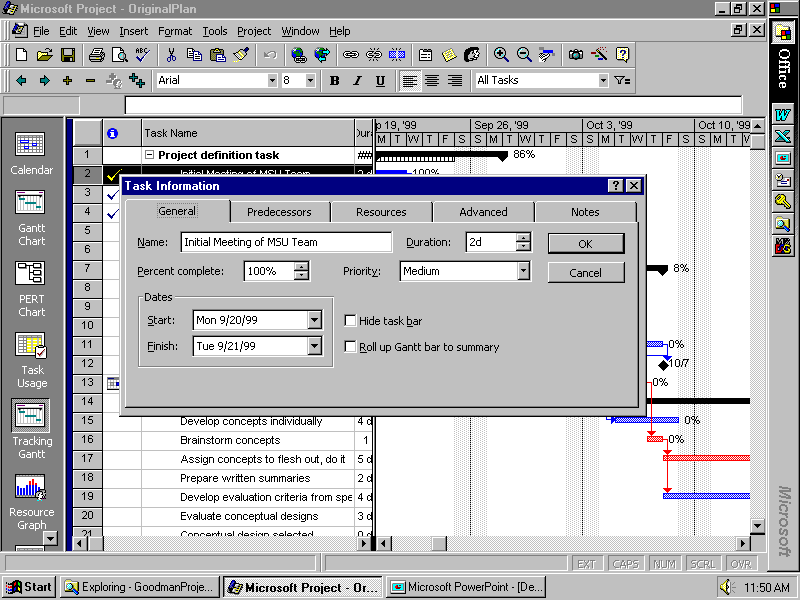 Microsoft Project - OriginalPlan
File Edit View Insert Format Tools Project Window Help
Arial 8 B I U All Tasks
Office
Task Name Dura
p 19, '99 Sep 26, '99 Oct 3, '99 Oct 10, '99
M T W T F S S M T W T F S S M T W T F S S M T W T
1 Project definition task ### 86%
2 Initial Meeting of MSU Team 2 d 100%
3
4
5
6
7 8%
8
9
10
11 0%
12 10/7
13 0%
14
15 Develop concepts individually 4 d 0%
16 Brainstorm concepts 1 0%
17 Assign concepts to flesh out, do it 5 d
18 Prepare written summaries 2 d
19 Develop evaluation criteria from spe 4 d
20 Evaluate conceptual designs 3 d
21 Conceptual design selected 0 d
Calendar
Gantt
Chart
PERT
Chart
Task
Usage
Tracking
Gantt
Resource
Graph
Task Information
General Predecessors Resources Advanced Notes
Name: Initial Meeting of MSU Team Duration: 2d OK
Percent complete: 100% Priority: Medium Cancel
Dates
Start: Mon 9/20/99 Hide task bar
Finish: Tue 9/21/99 Roll up Gantt bar to summary
Microsoft
EXT CAPS NUM SCRL OVR
Start Exploring - GoodmanProje... Microsoft Project - Or... Microsoft PowerPoint - [De... 11:50 AM